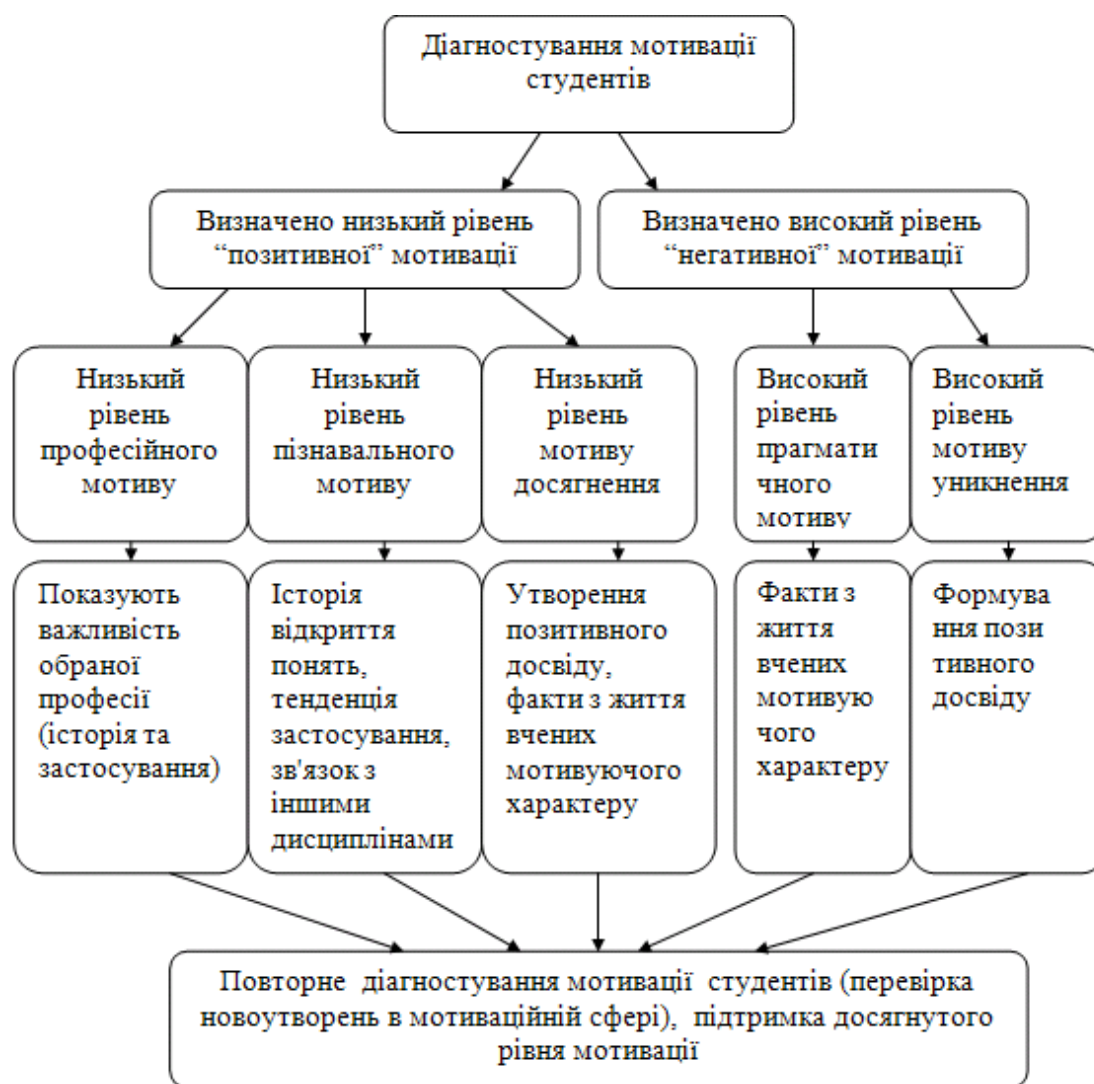 Діагностування мотивації
студентів
Визначено низький рівень
“позитивної” мотивації
Визначено високий рівень
“негативної” мотивації
Низький
рівень
професійного
мотиву
Низький
рівень
пізнавального
мотиву
Низький
рівень
мотиву
досягнення
Високий
рівень
прагмати
чного
мотиву
Високий
рівень
мотиву
уникнення
Показують
важливість
обраної
професії
(історія та
застосування)
Історія
відкриття
понять,
тенденція
застосування,
зв'язок з
іншими
дисциплінами
Утворення
позитивного
досвіду,
факти з життя
вчених
мотивуючого
характеру
Факти з
життя
вчених
мотивую
чого
характеру
Формува
ння пози
тивного
досвіду
Повторне діагностування мотивації студентів (перевірка
новоутворень в мотиваційній сфері), підтримка досягнутого
рівня мотивації